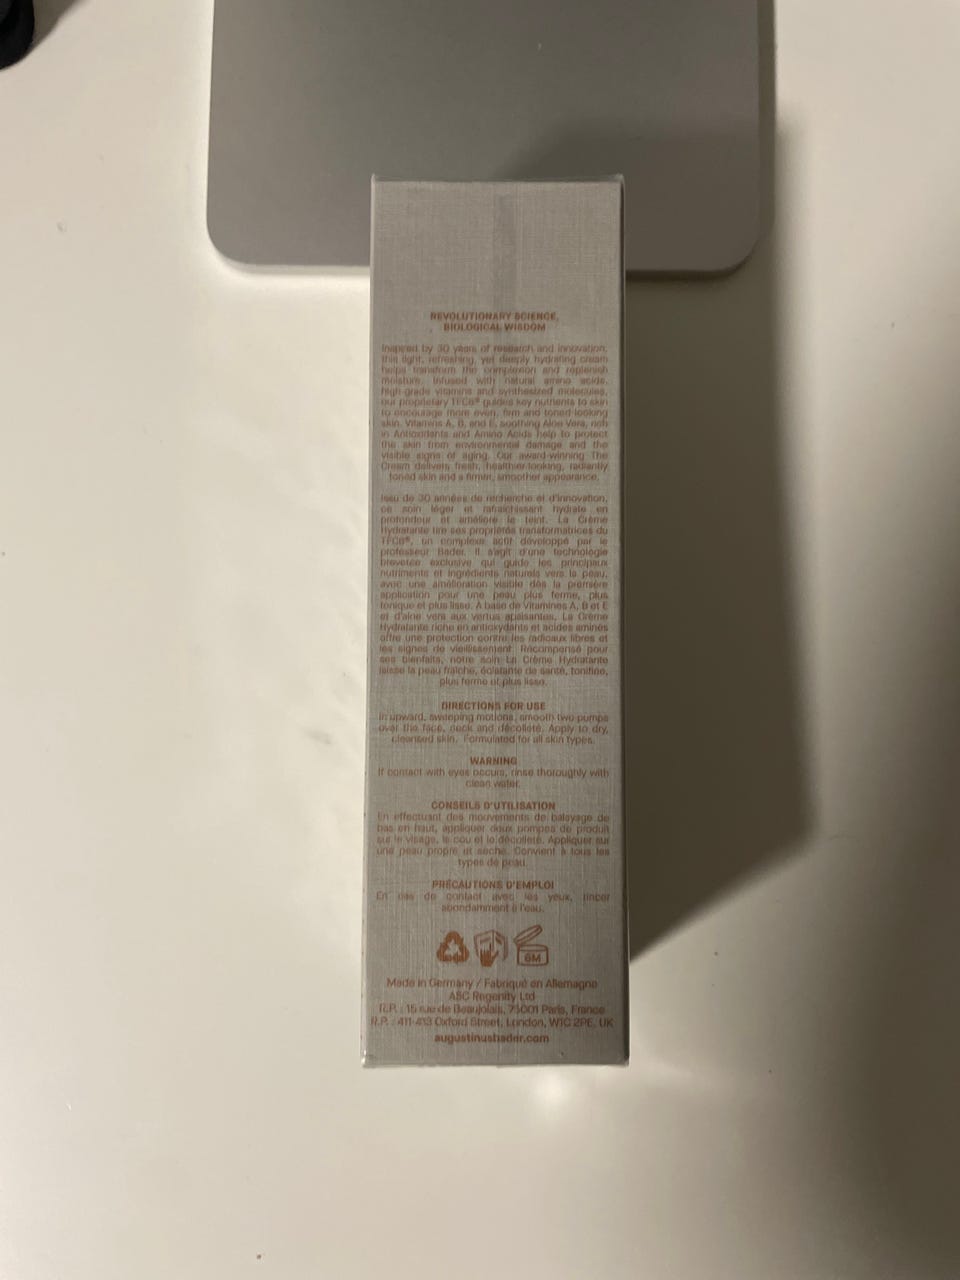 REVOLUTIONARY SCIENCE,
BIOLOGICAL WISDOM
Inspired by 30 years of research and innovation,
this light, refreshing, yet deeply hydrating cream
helps transform the complexion and replenish
moisture. Infused with natural amino acids,
high-grade vitamins and synthesized molecules,
our proprietary TFC8® guides key nutrients to skin
to encourage more even, firm and toned-looking
skin. Vitamins A, B, and E, soothing Aloe Vera, rich
in Antioxidants and Amino Acids help to protect
the skin from environmental damage and the
visible signs of aging. Our award-winning The
Cream delivers fresh, healthier-looking, radiantly
toned skin and a firmer, smoother appearance.
Issu de 30 années de recherche et d'innovation,
ce soin léger et rafraîchissant hydrate en
profondeur et améliore le teint. La Crème
Hydratante tire ses propriétés transformatrices du
TFC8®, un complexe actif développé par le
professeur Bader. Il s'agit d'une technologie
brevetée exclusive qui guide les principaux
nutriments et ingrédients naturels vers la peau,
avec une amélioration visible dès la première
application pour une peau plus ferme, plus
tonique et plus lisse. A base de Vitamines A, B et E
et d'aloe vera aux vertus apaisantes, La Crème
Hydratante riche en antioxydants et acides aminés
offre une protection contre les radicaux libres et
les signes de vieillissement. Récompensé pour
ses bienfaits, notre soin La Crème Hydratante
laisse la peau fraîche, éclatante de santé, tonifiée,
plus ferme et plus lisse.
DIRECTIONS FOR USE
In upward, sweeping motions, smooth two pumps
over the face, neck and décolleté. Apply to dry,
cleansed skin. Formulated for all skin types.
WARNING
If contact with eyes occurs, rinse thoroughly with
clean water.
CONSEILS D'UTILISATION
En effectuant des mouvements de balayage de
bas en haut, appliquer deux pompes de produit
sur le visage, le cou et le décolleté. Appliquer sur
une peau propre et sèche. Convient à tous les
types de peau.
PRÉCAUTIONS D'EMPLOI
En cas de contact avec les yeux, rincer
abondamment à l'eau.
6M
Made in Germany / Fabriqué en Allemagne
ASC Regenity Ltd
R.P. : 15 rue de Beaujolais, 75001 Paris, France
R.P. : 411-413 Oxford Street, London, W1C 2PE, UK
augustinusbader.com